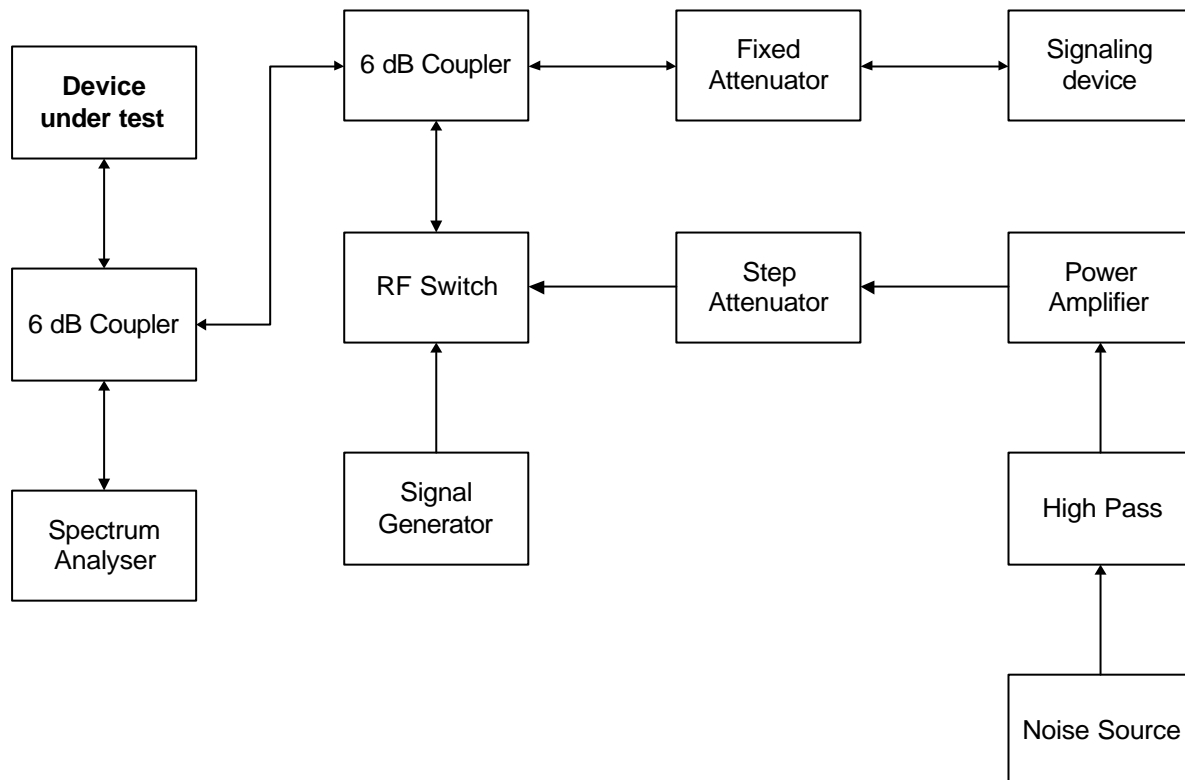 Device
under test
6 dB Coupler
Fixed
Attenuator
Signaling
device
6 dB Coupler
RF Switch
Step
Attenuator
Power
Amplifier
Spectrum
Analyser
Signal
Generator
High Pass
Noise Source